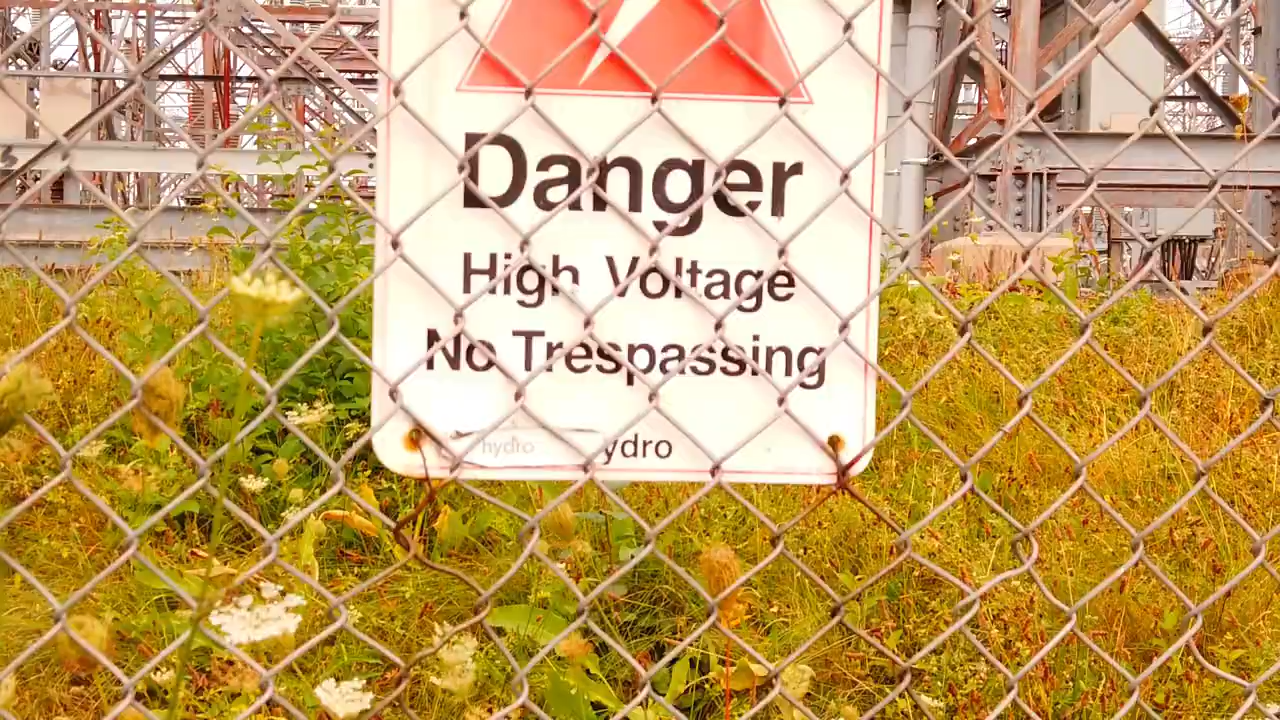 Danger
High Voltage
No Trespassing
hydro ydro